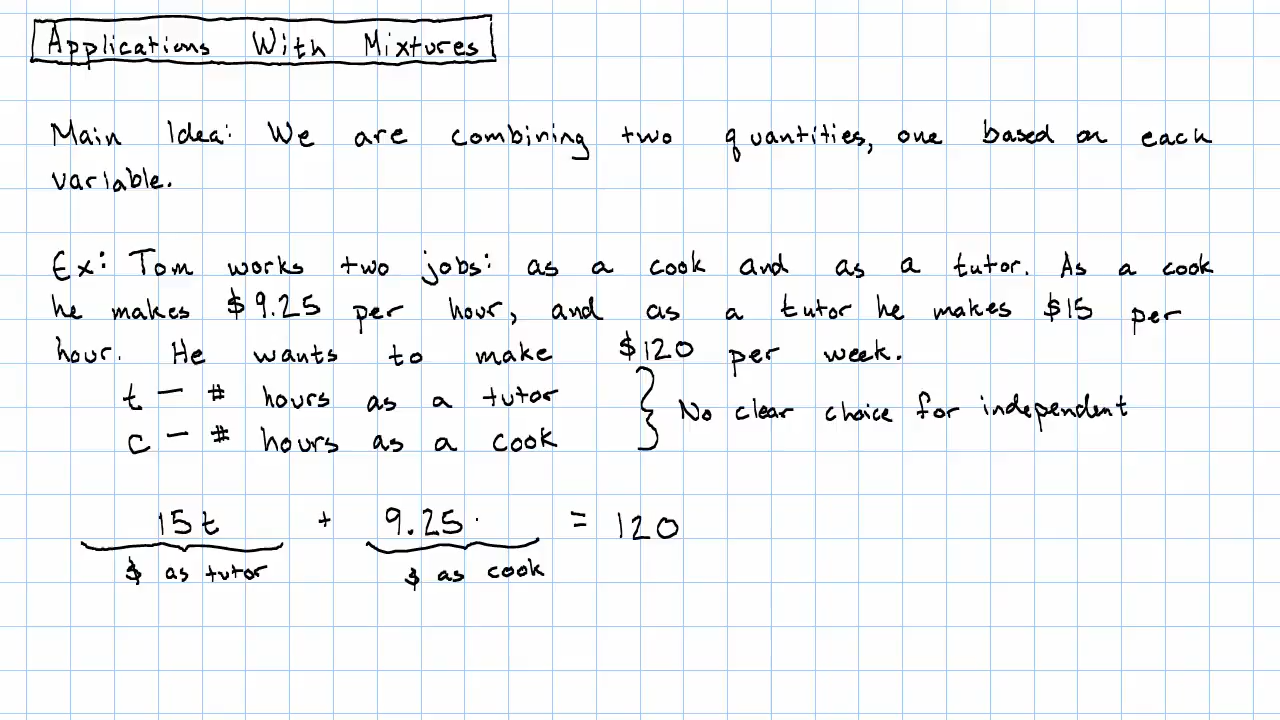 Applications With Mixtures
Main Idea: We are combining two quantities, one based on each
variable.
Ex: Tom works two jobs: as a cook and as a tutor. As a cook
he makes $9.25 per hour, and as a tutor he makes $15 per
hour. He wants to make $120 per week.
t — # hours as a tutor
c — # hours as a cook
} No clear choice for independent
15t + 9.25 = 120
$ as tutor $ as cook